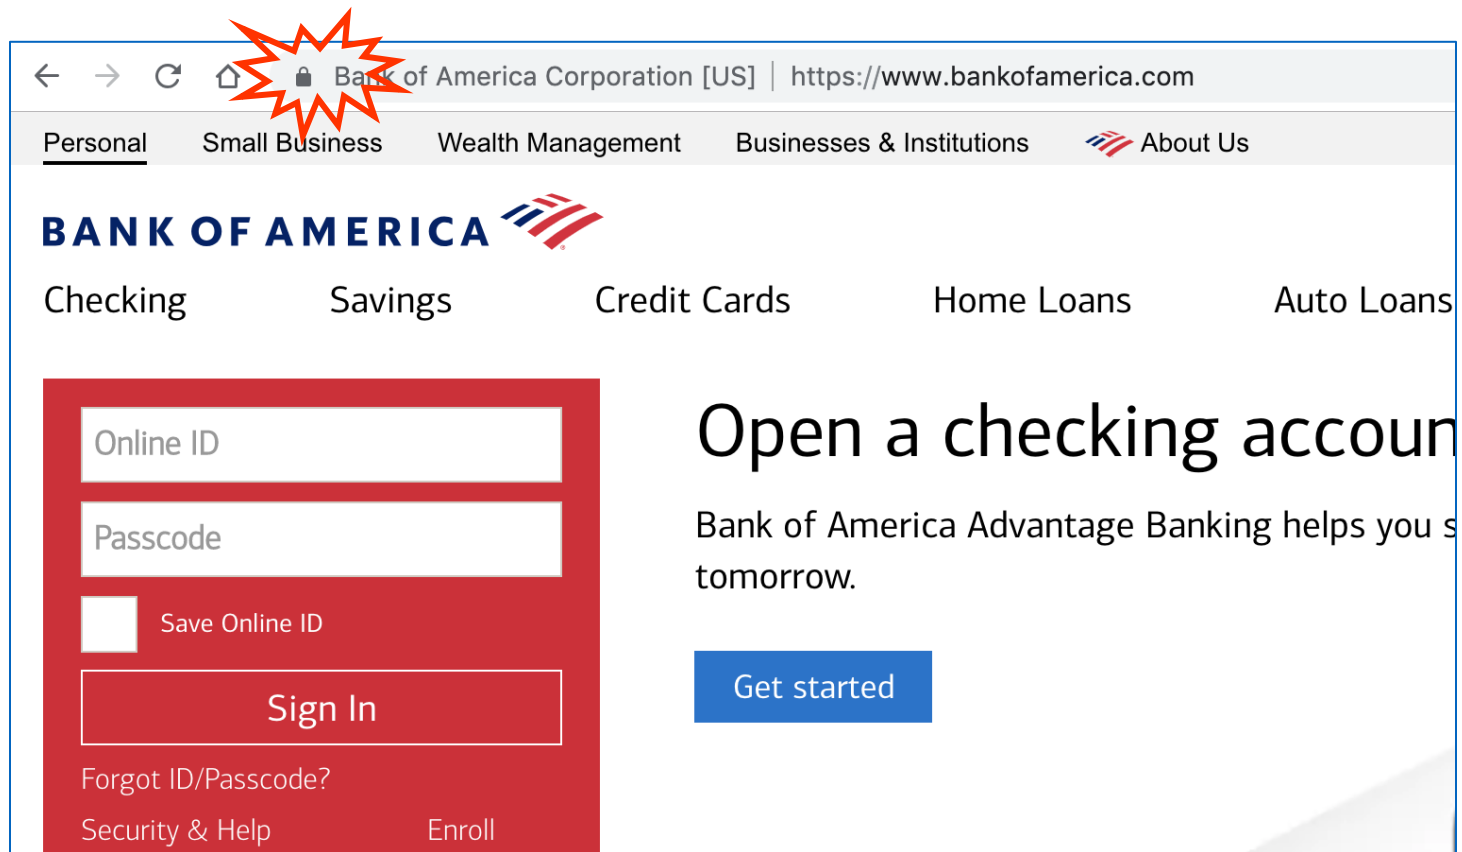 Bank of America Corporation [US] | https://www.bankofamerica.com
Personal Small Business Wealth Management Businesses & Institutions About Us
BANK OF AMERICA
Checking Savings Credit Cards Home Loans Auto Loans
Online ID
Passcode
Save Online ID
Sign In
Forgot ID/Passcode?
Security & Help Enroll
Open a checking accoun
Bank of America Advantage Banking helps you s
tomorrow.
Get started